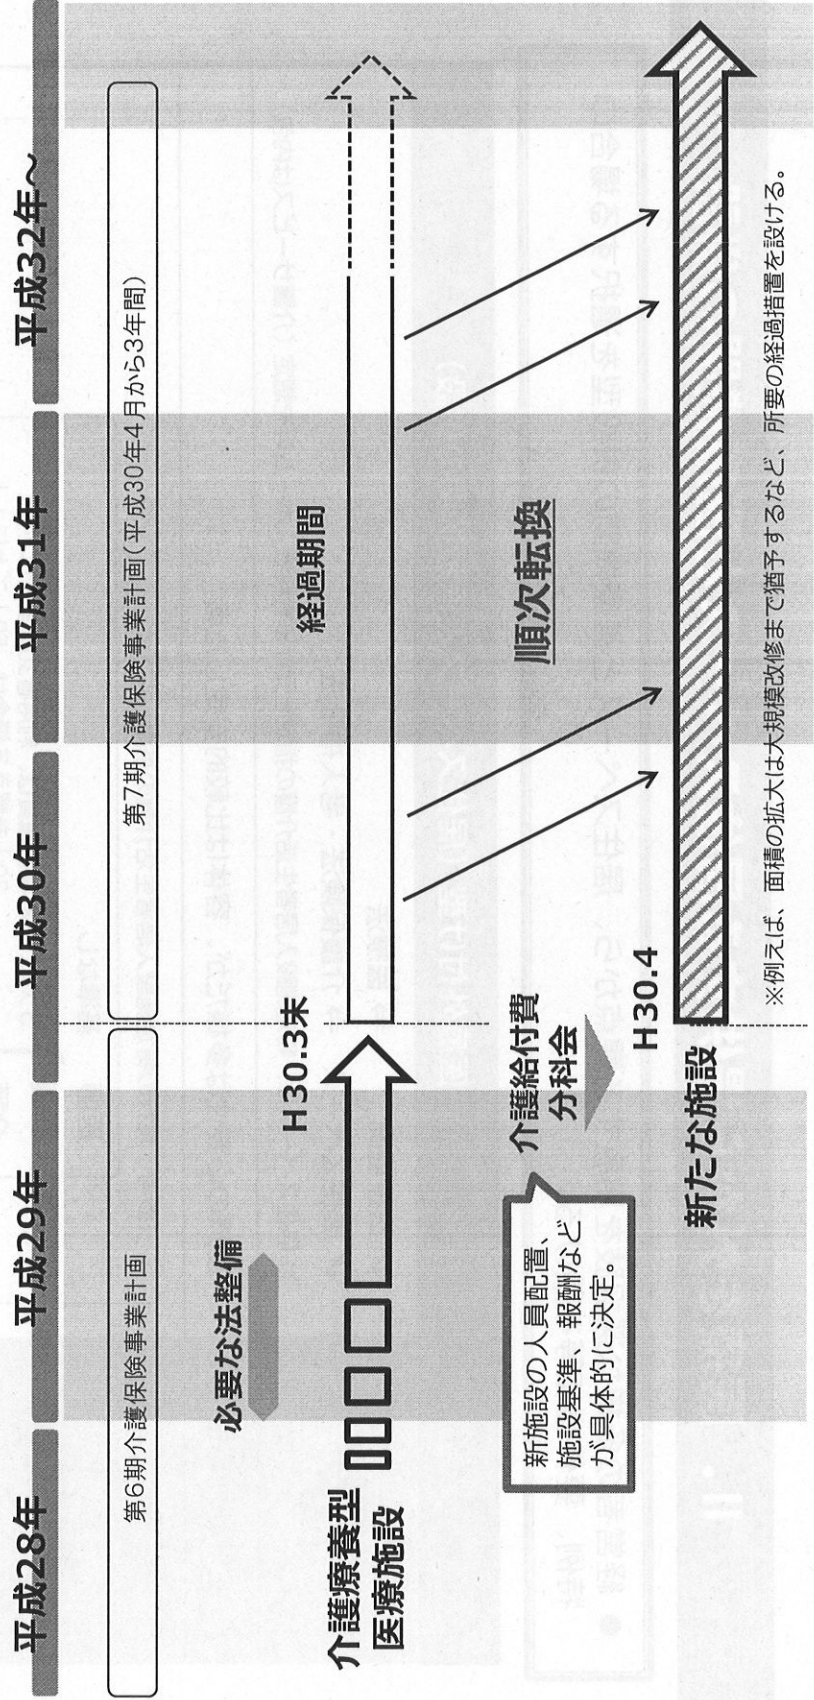 平成28年
平成29年
平成30年
平成31年
平成32年～
第6期介護保険事業計画
第7期介護保険事業計画(平成30年4月から3年間)
必要な法整備
H30.3末
経過期間
介護療養型
医療施設
順次転換
介護給付費
分科会
新施設の人員配置、
施設基準、報酬など
が具体的に決定。
H30.4
新たな施設
※例えば、面積の拡大は大規模改修まで猶予するなど、所要の経過措置を設ける。